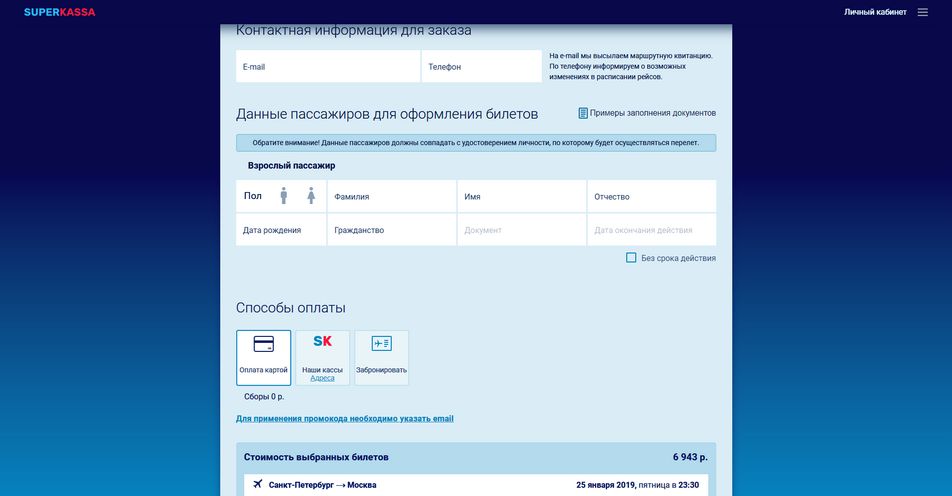 SUPERKASSA
Личный кабинет
Контактная информация для заказа
E-mail
Телефон
На e-mail мы высылаем маршрутную квитанцию.
По телефону информируем о возможных
изменениях в расписании рейсов.
Данные пассажиров для оформления билетов
Примеры заполнения документов
Обратите внимание! Данные пассажиров должны совпадать с удостоверением личности, по которому будет осуществляться перелет.
Взрослый пассажир
Пол
Фамилия
Имя
Отчество
Дата рождения
Гражданство
Документ
Дата окончания действия
Без срока действия
Способы оплаты
Оплата картой
SK
Наши кассы
Адреса
Забронировать
Сборы 0 р.
Для применения промокода необходимо указать email
Стоимость выбранных билетов
6 943 р.
Санкт-Петербург → Москва
25 января 2019, пятница в 23:30